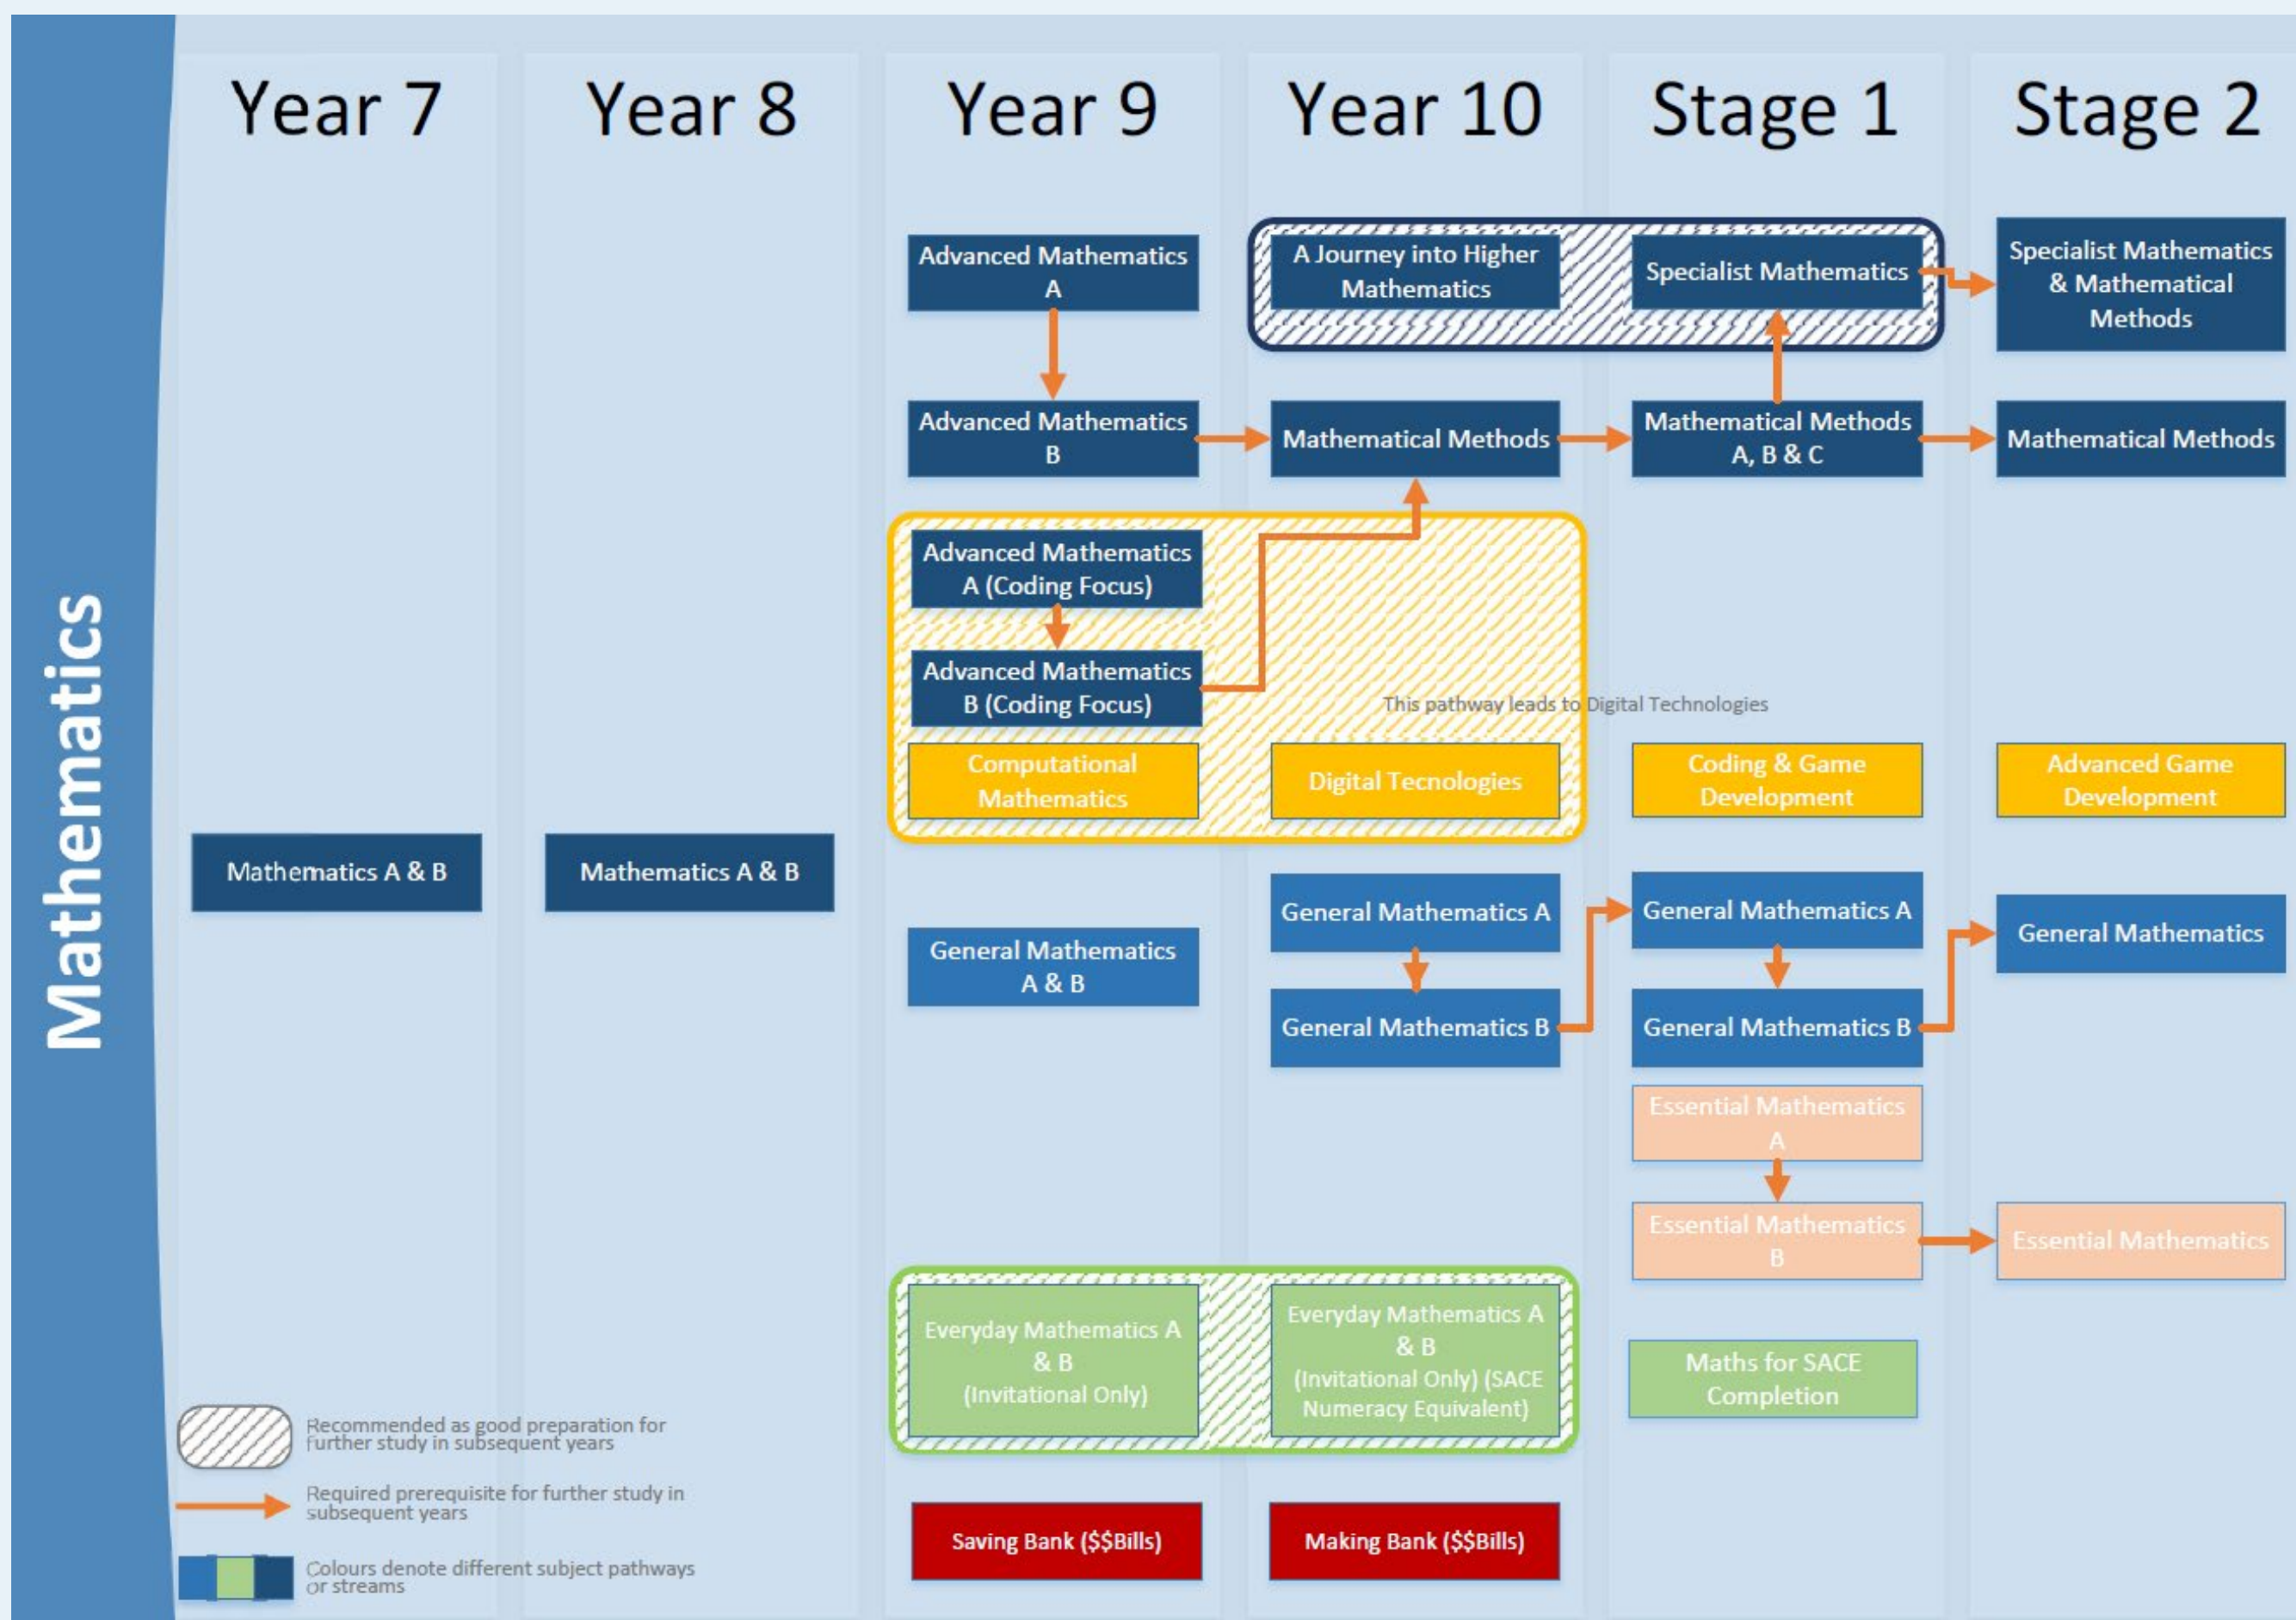 Mathematics
Year 7
Year 8
Year 9
Year 10
Stage 1
Stage 2
Advanced Mathematics
A
A Journey into Higher
Mathematics
Specialist Mathematics
Specialist Mathematics
& Mathematical
Methods
Advanced Mathematics
B
Mathematical Methods
Mathematical Methods
A, B & C
Mathematical Methods
Advanced Mathematics
A (Coding Focus)
Advanced Mathematics
B (Coding Focus)
This pathway leads to Digital Technologies
Computational
Mathematics
Digital Tecnologies
Coding & Game
Development
Advanced Game
Development
Mathematics A & B
Mathematics A & B
General Mathematics
A & B
General Mathematics A
General Mathematics B
General Mathematics A
General Mathematics B
General Mathematics
Essential Mathematics
A
Essential Mathematics
B
Essential Mathematics
Everyday Mathematics A
& B
(Invitational Only)
Everyday Mathematics A
& B
(Invitational Only) (SACE
Numeracy Equivalent)
Maths for SACE
Completion
Saving Bank ($$Bills)
Making Bank ($$Bills)
Recommended as good preparation for
further study in subsequent years
Required prerequisite for further study in
subsequent years
Colours denote different subject pathways
or streams